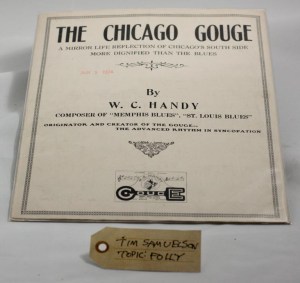 THE CHICAGO GOUGE
A MIRROR LIFE REFLECTION OF CHICAGO'S SOUTH SIDE
MORE DIGNIFIED THAN THE BLUES
By
W. C. HANDY
COMPOSER OF "MEMPHIS BLUES", "ST. LOUIS BLUES"
ORIGINATOR AND CREATOR OF THE GOUGE...
THE ADVANCED RHYTHM IN SYNCOPATION
GOUGE
TIM SAMUELSON
TOPIC: FOLLY